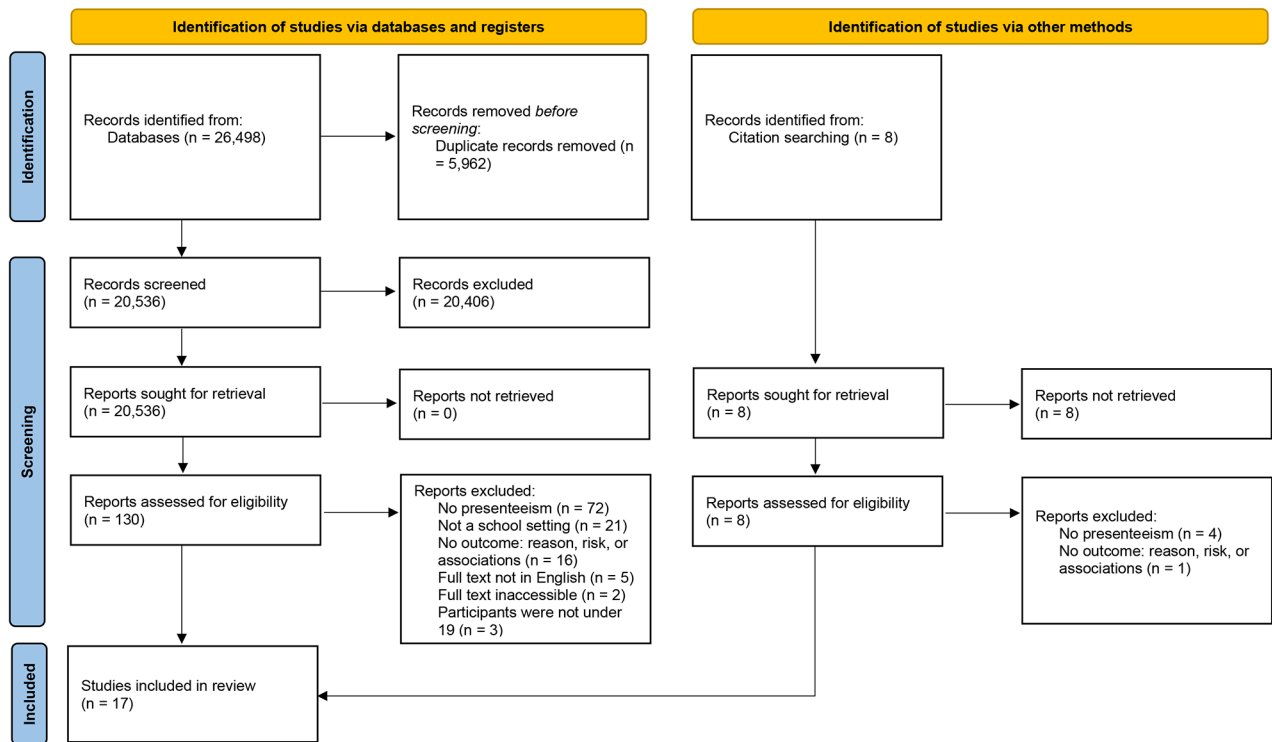 Identification of studies via databases and registers
Identification of studies via other methods
Identification
Records identified from:
Databases (n = 26,498)
Records removed before
screening:
Duplicate records removed (n
= 5,962)
Records identified from:
Citation searching (n = 8)
Screening
Records screened
(n = 20,536)
Records excluded
(n = 20,406)
Reports sought for retrieval
(n = 20,536)
Reports not retrieved
(n = 0)
Reports sought for retrieval
(n = 8)
Reports not retrieved
(n = 8)
Reports assessed for eligibility
(n = 130)
Reports excluded:
No presenteeism (n = 72)
Not a school setting (n = 21)
No outcome: reason, risk, or
associations (n = 16)
Full text not in English (n = 5)
Full text inaccessible (n = 2)
Participants were not under
19 (n = 3)
Reports assessed for eligibility
(n = 8)
Reports excluded:
No presenteeism (n = 4)
No outcome: reason, risk, or
associations (n = 1)
Included
Studies included in review
(n = 17)